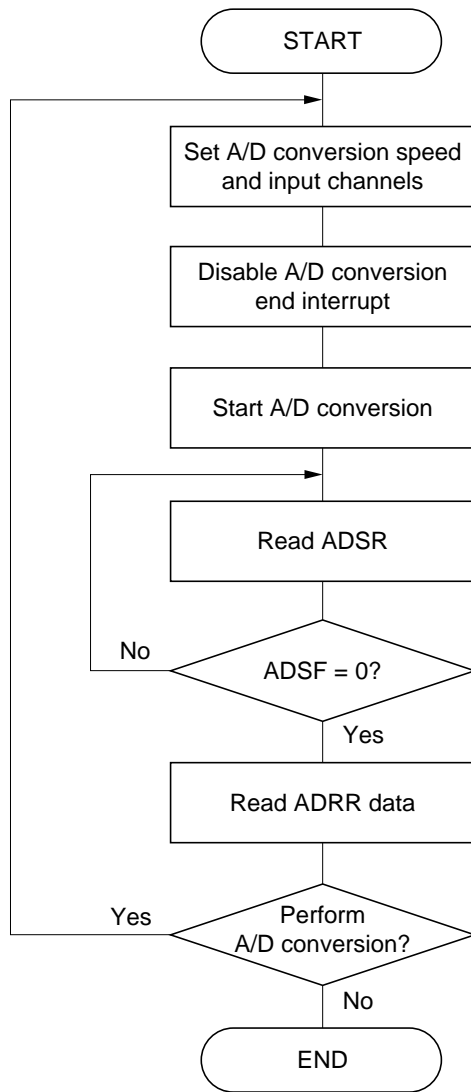 START
Set A/D conversion speed
and input channels
Disable A/D conversion
end interrupt
Start A/D conversion
Read ADSR
No
ADSF = 0?
Yes
Read ADRR data
Yes
Perform
A/D conversion?
No
END